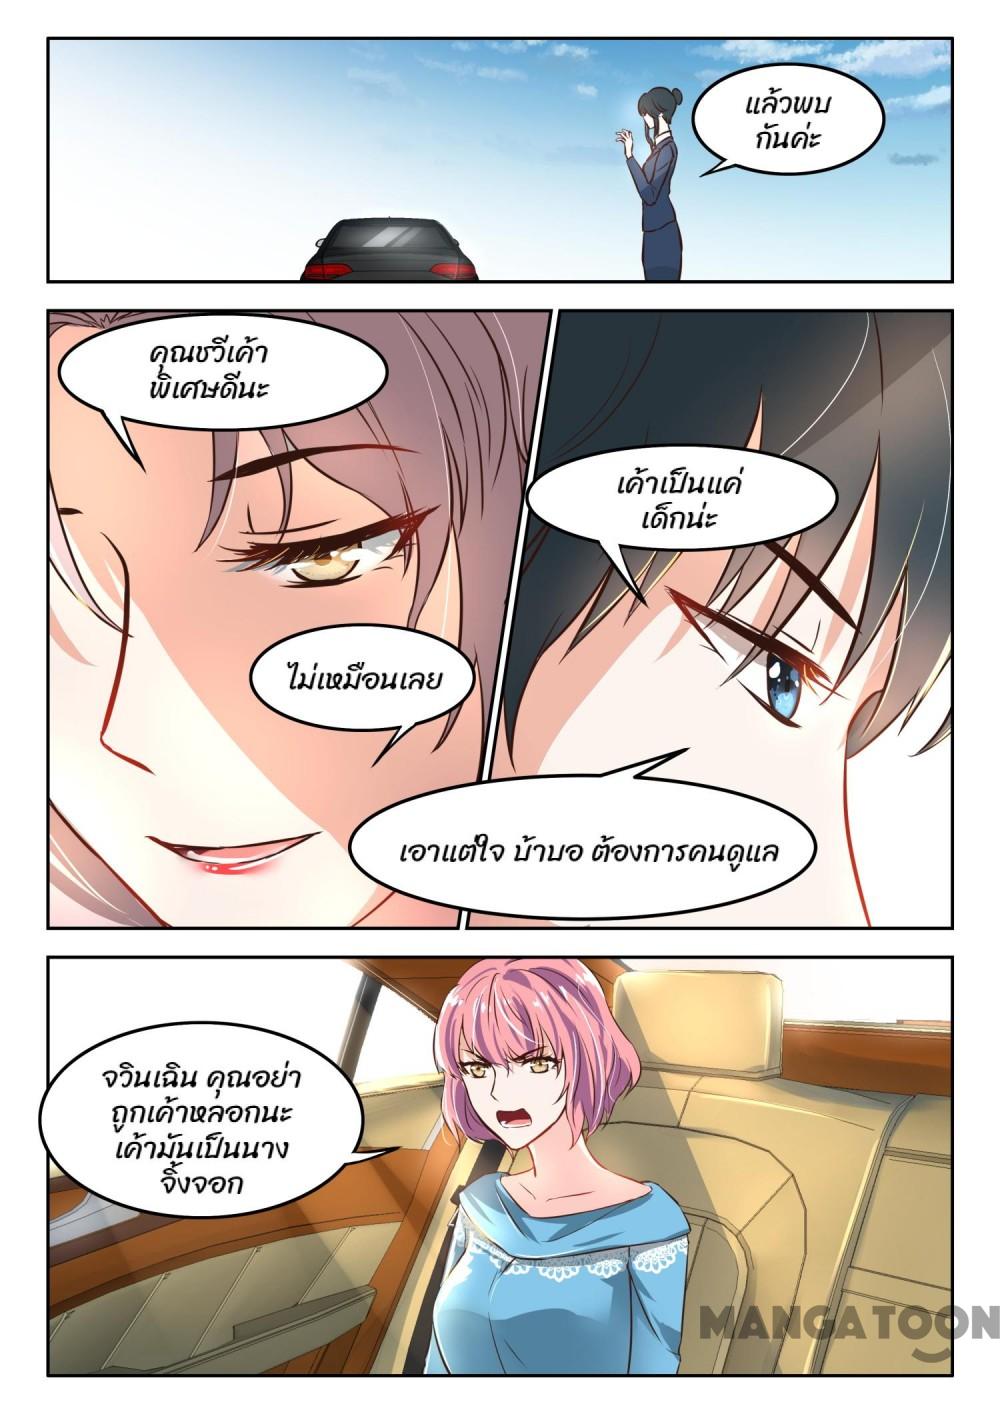 แล้วพบ
กันค่ะ
คุณชวีเค้า
พิเศษดีนะ
เค้าเป็นแค่
เด็กน่ะ
ไม่เหมือนเลย
เอาแต่ใจ บ้าบอ ต้องการคนดูแล
จวินเฉิน คุณอย่า
ถูกเค้าหลอกนะ
เค้ามันเป็นนาง
จิ้งจอก
MANGATOON